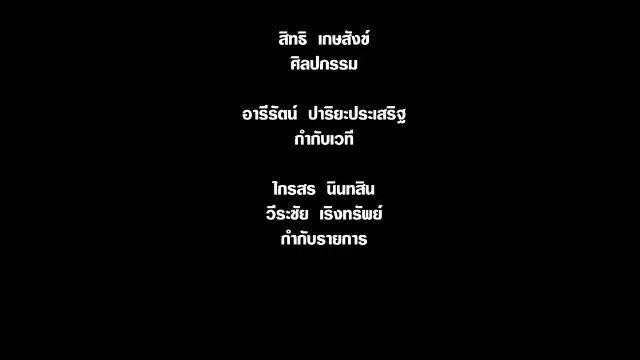 สิทธิ เกษสังข์
ศิลปกรรม
อารีรัตน์ ปาริยะประเสริฐ
กำกับเวที
ไกรสร นินทสิน
วีระชัย เริงทรัพย์
กำกับรายการ